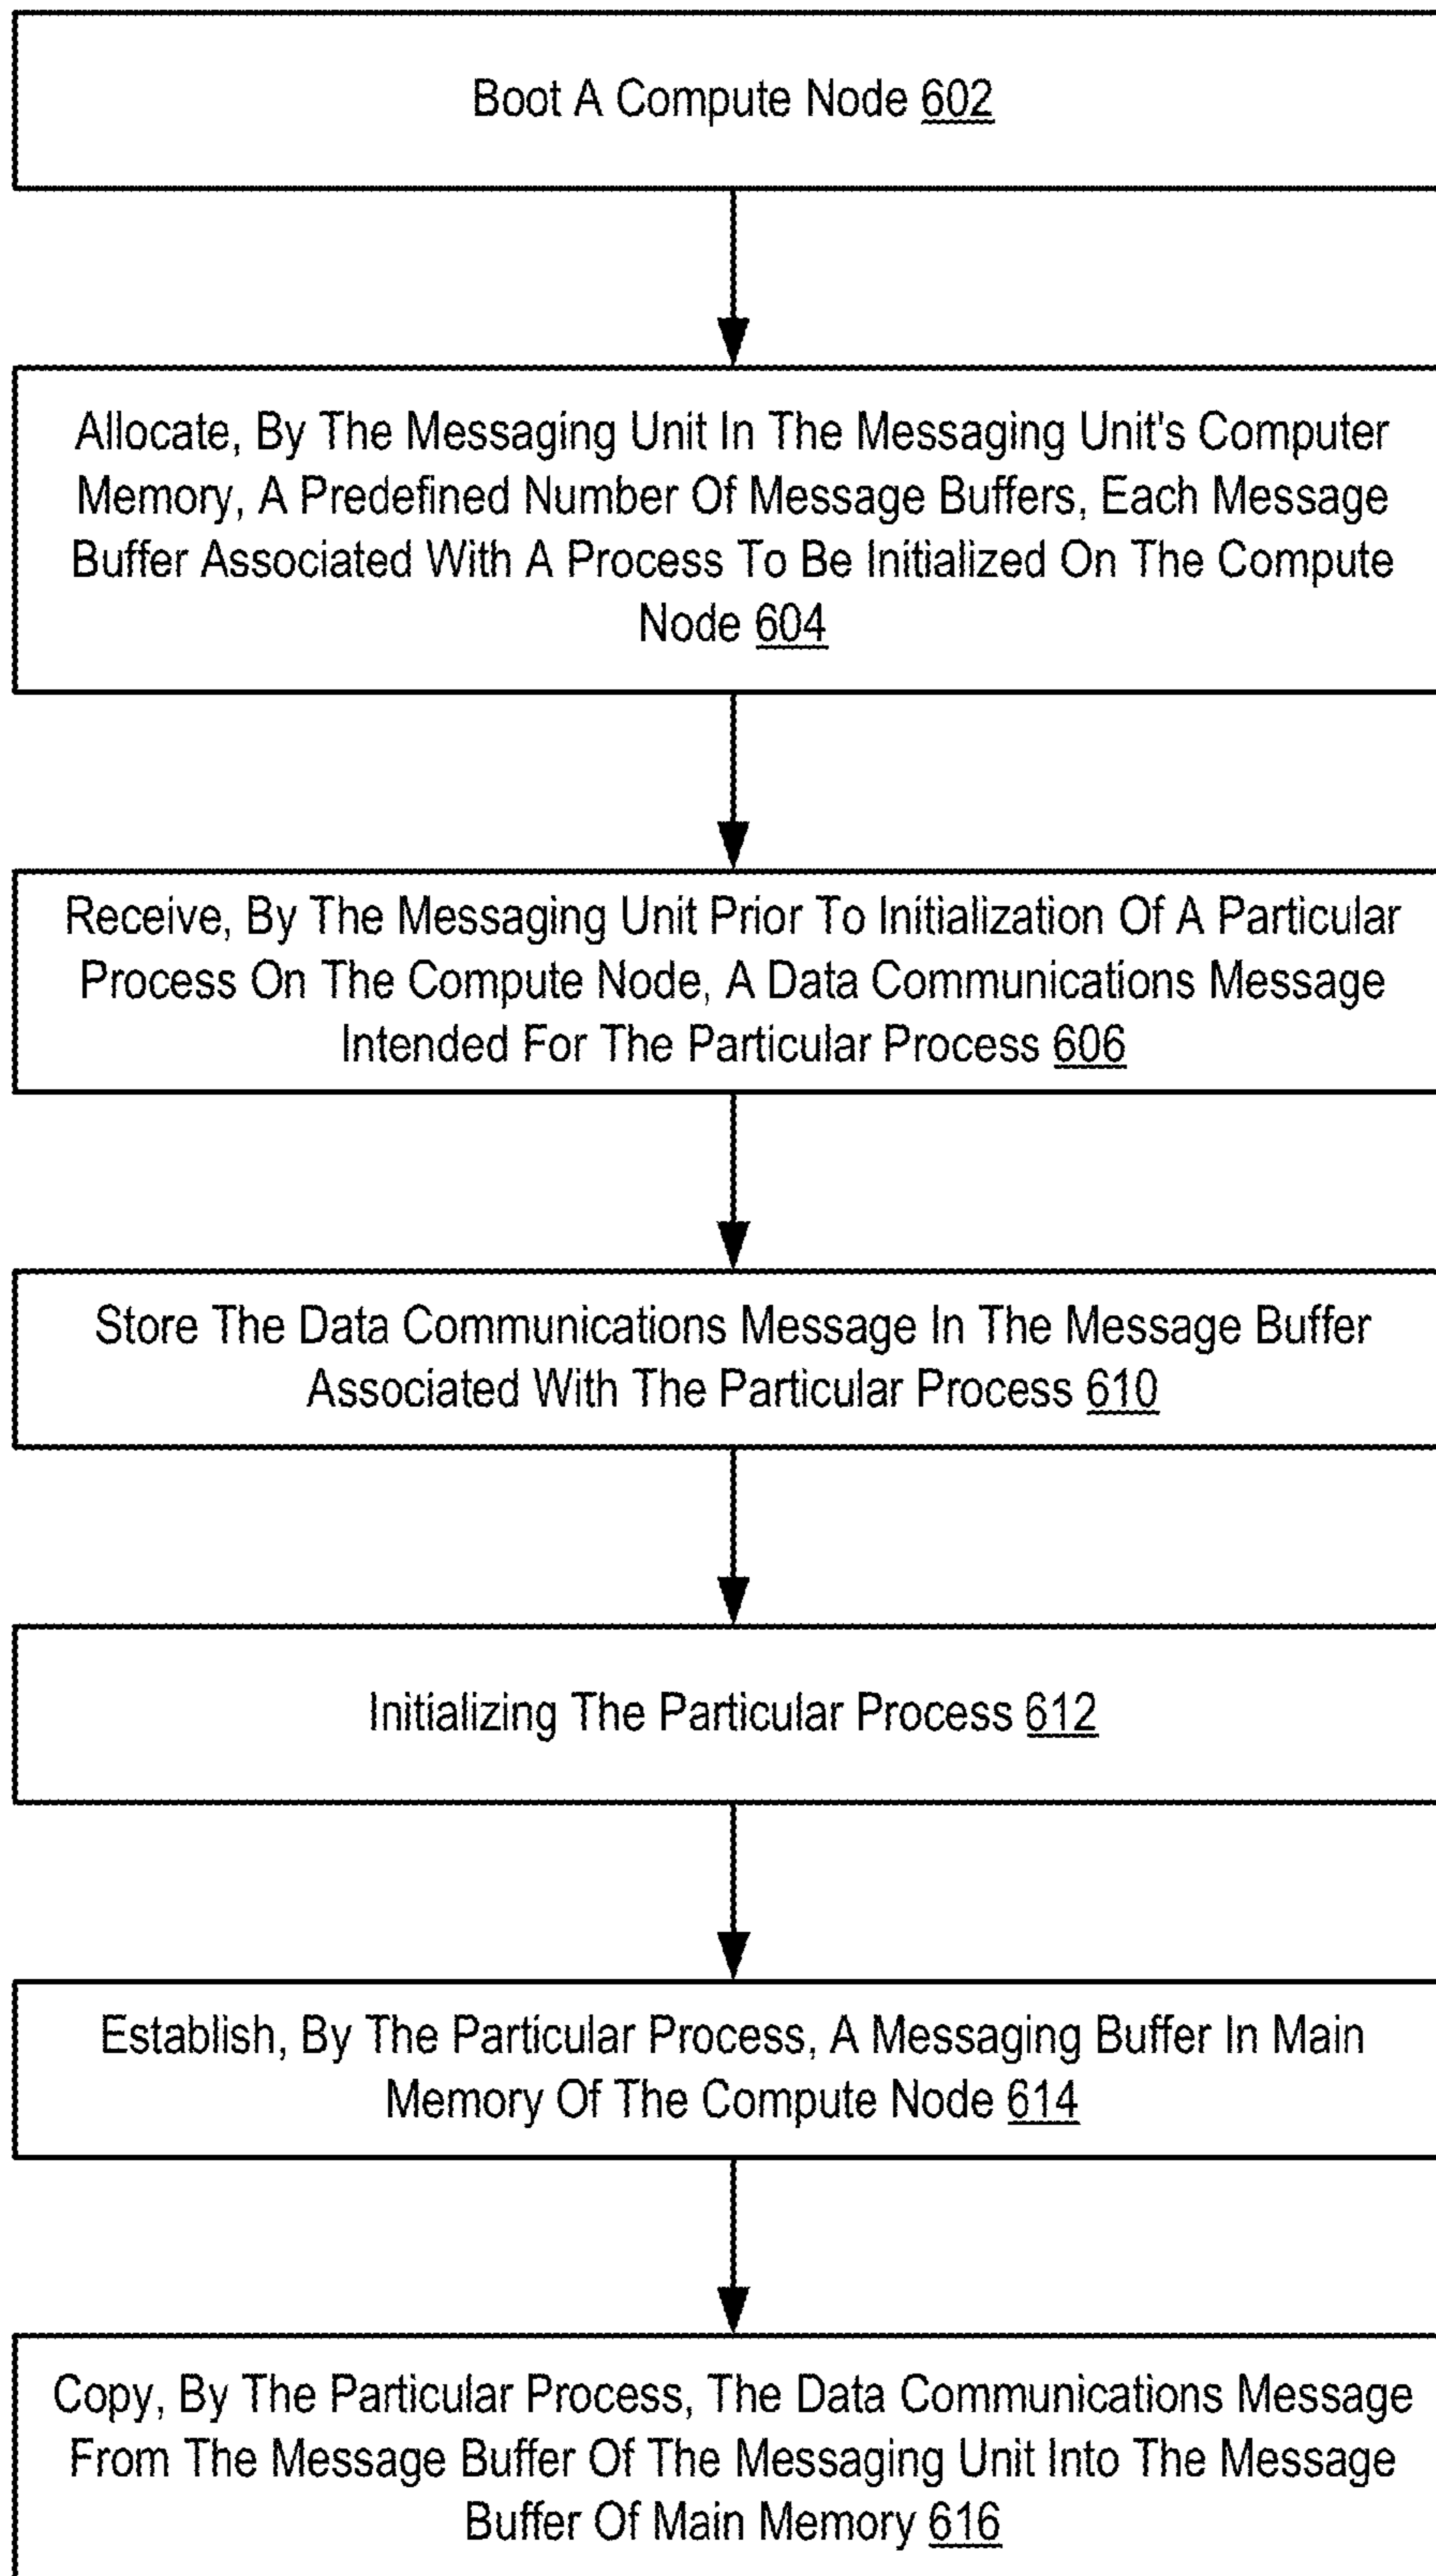 Boot A Compute Node 602
Allocate, By The Messaging Unit In The Messaging Unit's Computer
Memory, A Predefined Number Of Message Buffers, Each Message
Buffer Associated With A Process To Be Initialized On The Compute
Node 604
Receive, By The Messaging Unit Prior To Initialization Of A Particular
Process On The Compute Node, A Data Communications Message
Intended For The Particular Process 606
Store The Data Communications Message In The Message Buffer
Associated With The Particular Process 610
Initializing The Particular Process 612
Establish, By The Particular Process, A Messaging Buffer In Main
Memory Of The Compute Node 614
Copy, By The Particular Process, The Data Communications Message
From The Message Buffer Of The Messaging Unit Into The Message
Buffer Of Main Memory 616